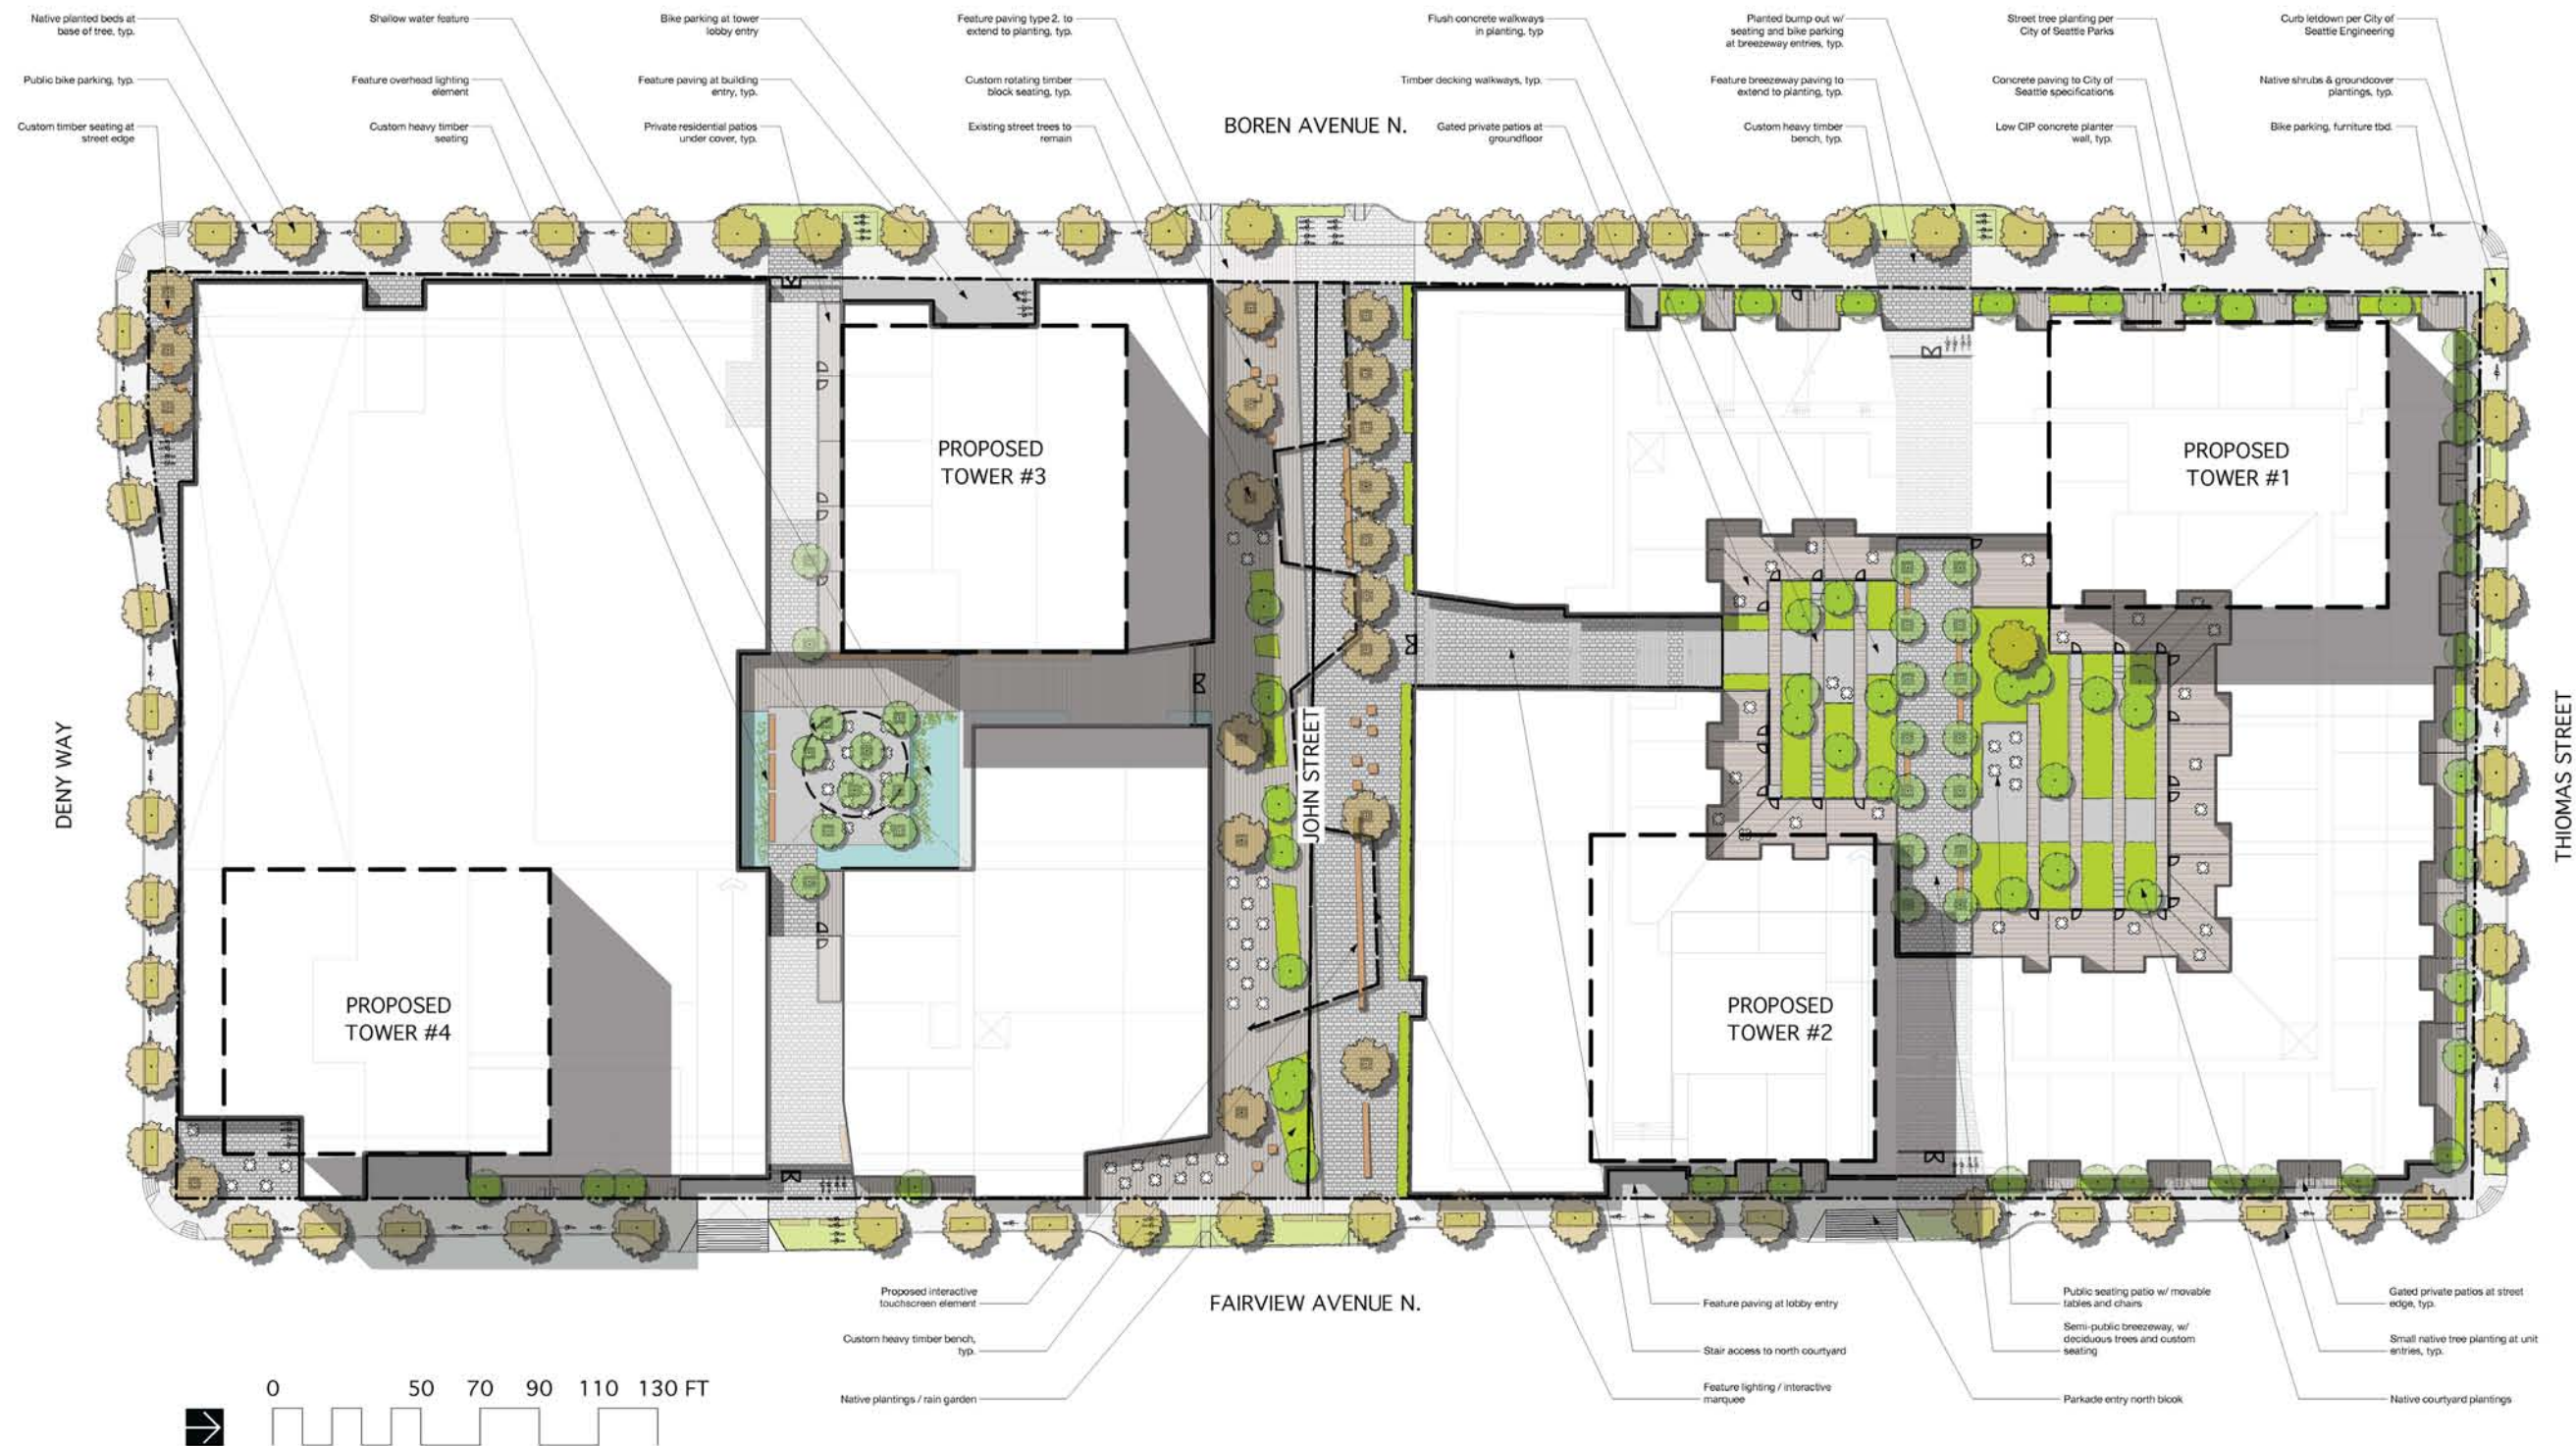 Native planted beds at
base of tree, typ.
Public bike parking, typ.
Custom timber seating at
street edge
Shallow water feature
Feature overhead lighting
element
Custom heavy timber
seating
Bike parking at tower
lobby entry
Feature paving at building
entry, typ.
Private residential patios
under cover, typ.
Feature paving type 2, to
extend to planting, typ.
Custom rotating timber
block seating, typ.
Existing street trees to
remain
BOREN AVENUE N.
Flush concrete walkways
in planting, typ
Timber decking walkways, typ.
Gated private patios at
groundfloor
Planted bump out w/
seating and bike parking
at breezeway entries, typ.
Feature breezeway paving to
extend to planting, typ.
Custom heavy timber
bench, typ.
Street tree planting per
City of Seattle Parks
Concrete paving to City of
Seattle specifications
Low CIP concrete planter
wall, typ.
Curb letdown per City of
Seattle Engineering
Native shrubs & groundcover
plantings, typ.
Bike parking, furniture tbd.
PROPOSED
TOWER #3
PROPOSED
TOWER #1
DENY WAY
JOHN STREET
THIOMAS STREET
PROPOSED
TOWER #4
PROPOSED
TOWER #2
Proposed interactive
touchscreen element
Custom heavy timber bench,
typ.
Native plantings / rain garden
FAIRVIEW AVENUE N.
Feature paving at lobby entry
Stair access to north courtyard
Feature lighting / interactive
marquee
Public seating patio w/ movable
tables and chairs
Semi-public breezeway, w/
deciduous trees and custom
seating
Parkade entry north blook
Gated private patios at street
edge, typ.
Small native tree planting at unit
entries, typ.
Native courtyard plantings
0 50 70 90 110 130 FT